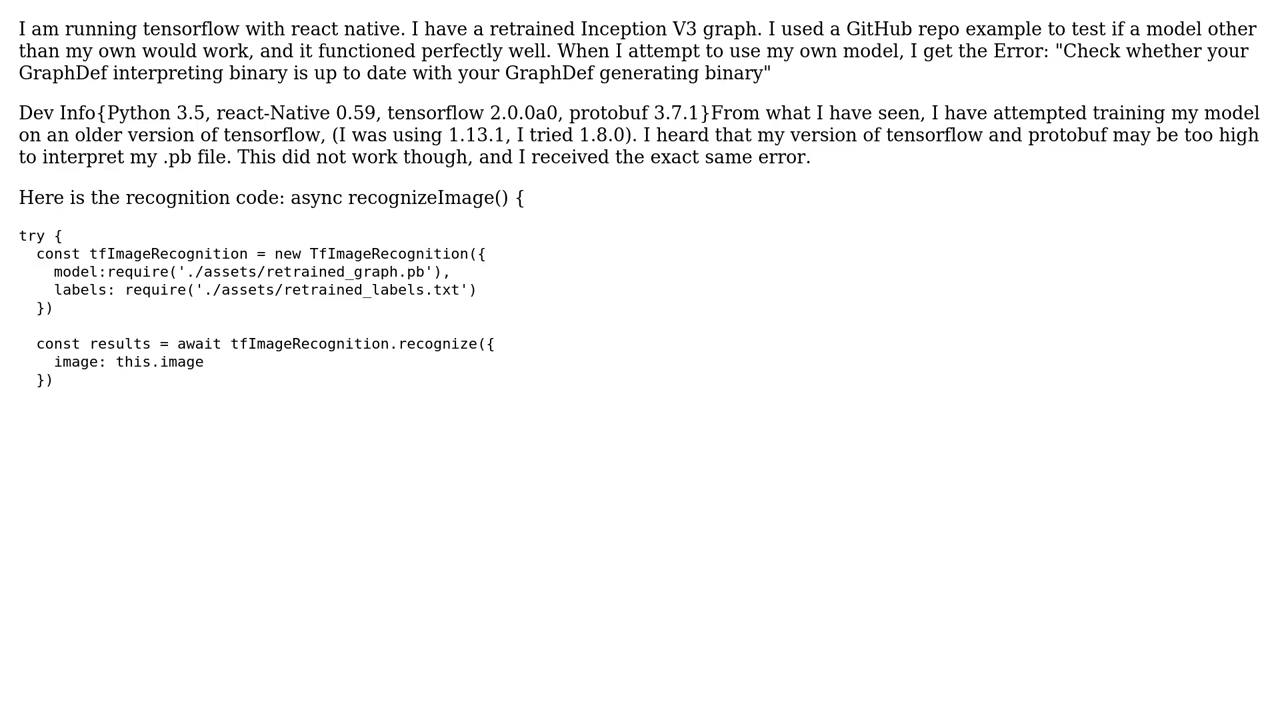 I am running tensorflow with react native. I have a retrained Inception V3 graph. I used a GitHub repo example to test if a model other
than my own would work, and it functioned perfectly well. When I attempt to use my own model, I get the Error: "Check whether your
GraphDef interpreting binary is up to date with your GraphDef generating binary"
Dev Info{Python 3.5, react-Native 0.59, tensorflow 2.0.0a0, protobuf 3.7.1}From what I have seen, I have attempted training my model
on an older version of tensorflow, (I was using 1.13.1, I tried 1.8.0). I heard that my version of tensorflow and protobuf may be too high
to interpret my .pb file. This did not work though, and I received the exact same error.
Here is the recognition code: async recognizeImage() {
try {
  const tfImageRecognition = new TfImageRecognition({
    model:require('./assets/retrained_graph.pb'),
    labels: require('./assets/retrained_labels.txt')
  })
  const results = await tfImageRecognition.recognize({
    image: this.image
  })